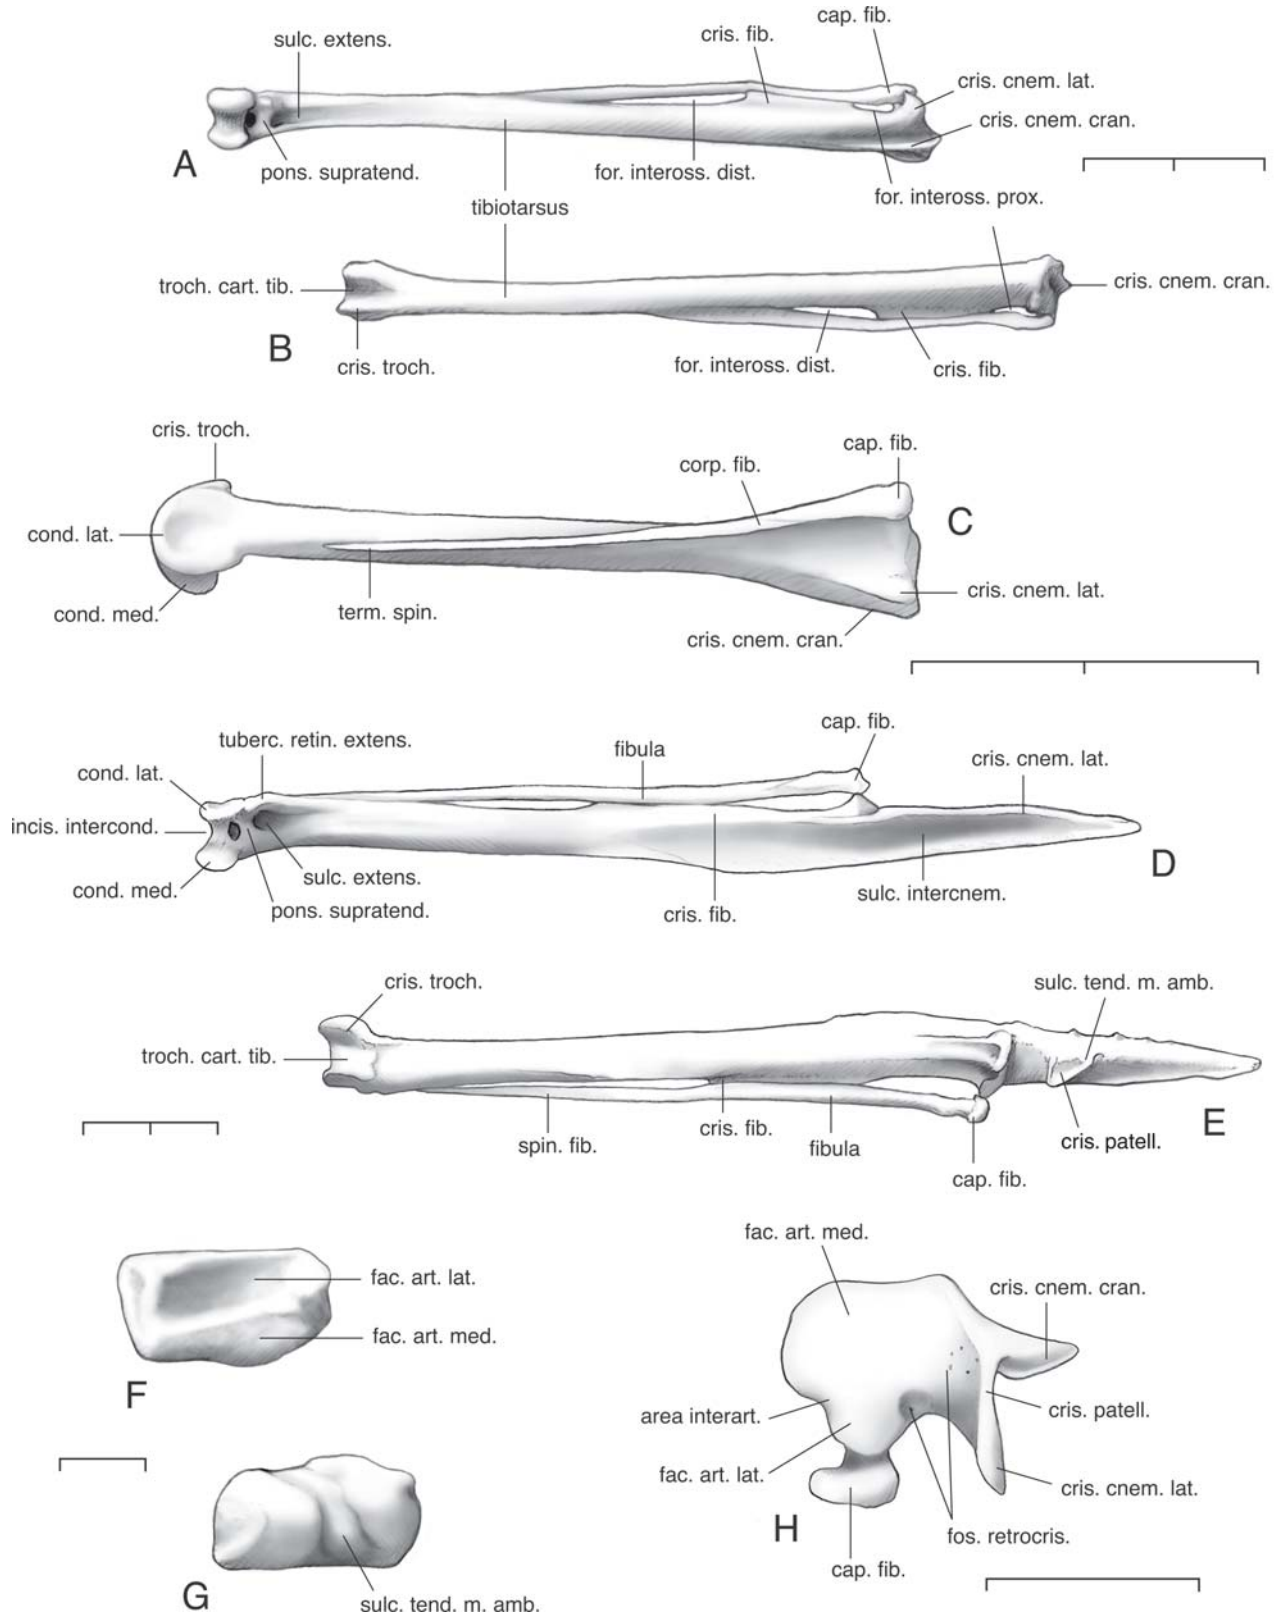 cap. fib.
cris. fib.
sulc. extens.
cris. cnem. lat.
cris. cnem. cran.
A
pons. supratend.
for. inteross. dist.
for. inteross. prox.
tibiotarsus
troch. cart. tib.
cris. cnem. cran.
B
cris. troch.
for. inteross. dist.
cris. fib.
cris. troch.
cap. fib.
corp. fib.
C
cond. lat.
cris. cnem. lat.
cond. med.
term. spin.
cris. cnem. cran.
cap. fib.
tuberc. retin. extens.
fibula
cris. cnem. lat.
cond. lat.
incis. intercond.
D
cond. med.
sulc. extens.
sulc. intercnem.
pons. supratend.
cris. fib.
cris. troch.
sulc. tend. m. amb.
troch. cart. tib.
E
spin. fib.
cris. fib.
fibula
cris. patell.
cap. fib.
fac. art. med.
fac. art. lat.
cris. cnem. cran.
fac. art. med.
F
area interart.
cris. patell.
fac. art. lat.
cris. cnem. lat.
H
fos. retrocris.
cap. fib.
G
sulc. tend. m. amb.